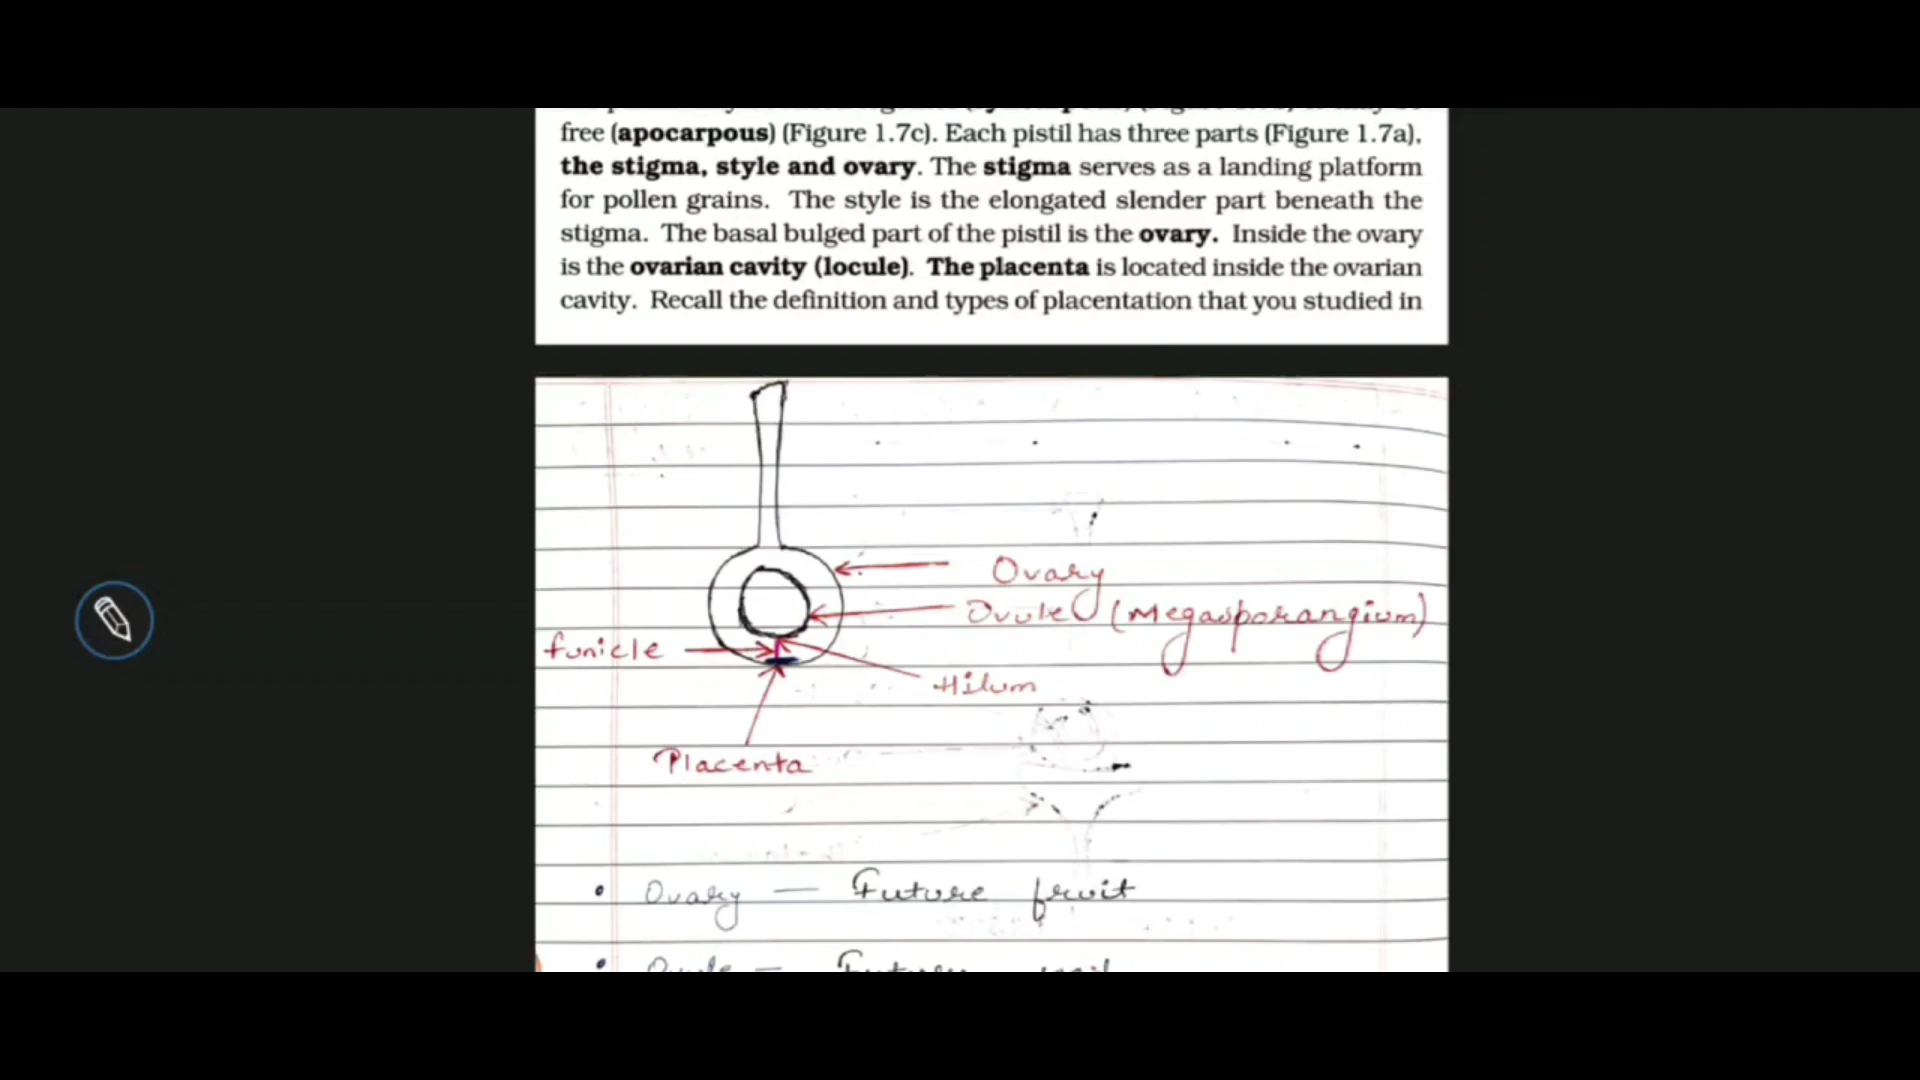 free (apocarpous) (Figure 1.7c). Each pistil has three parts (Figure 1.7a),
the stigma, style and ovary. The stigma serves as a landing platform
for pollen grains. The style is the elongated slender part beneath the
stigma. The basal bulged part of the pistil is the ovary. Inside the ovary
is the ovarian cavity (locule). The placenta is located inside the ovarian
cavity. Recall the definition and types of placentation that you studied in
Ovary
Ovule (Megasporangium)
funicle
Hilum
Placenta
• Ovary — Future fruit
• Ovule — Future